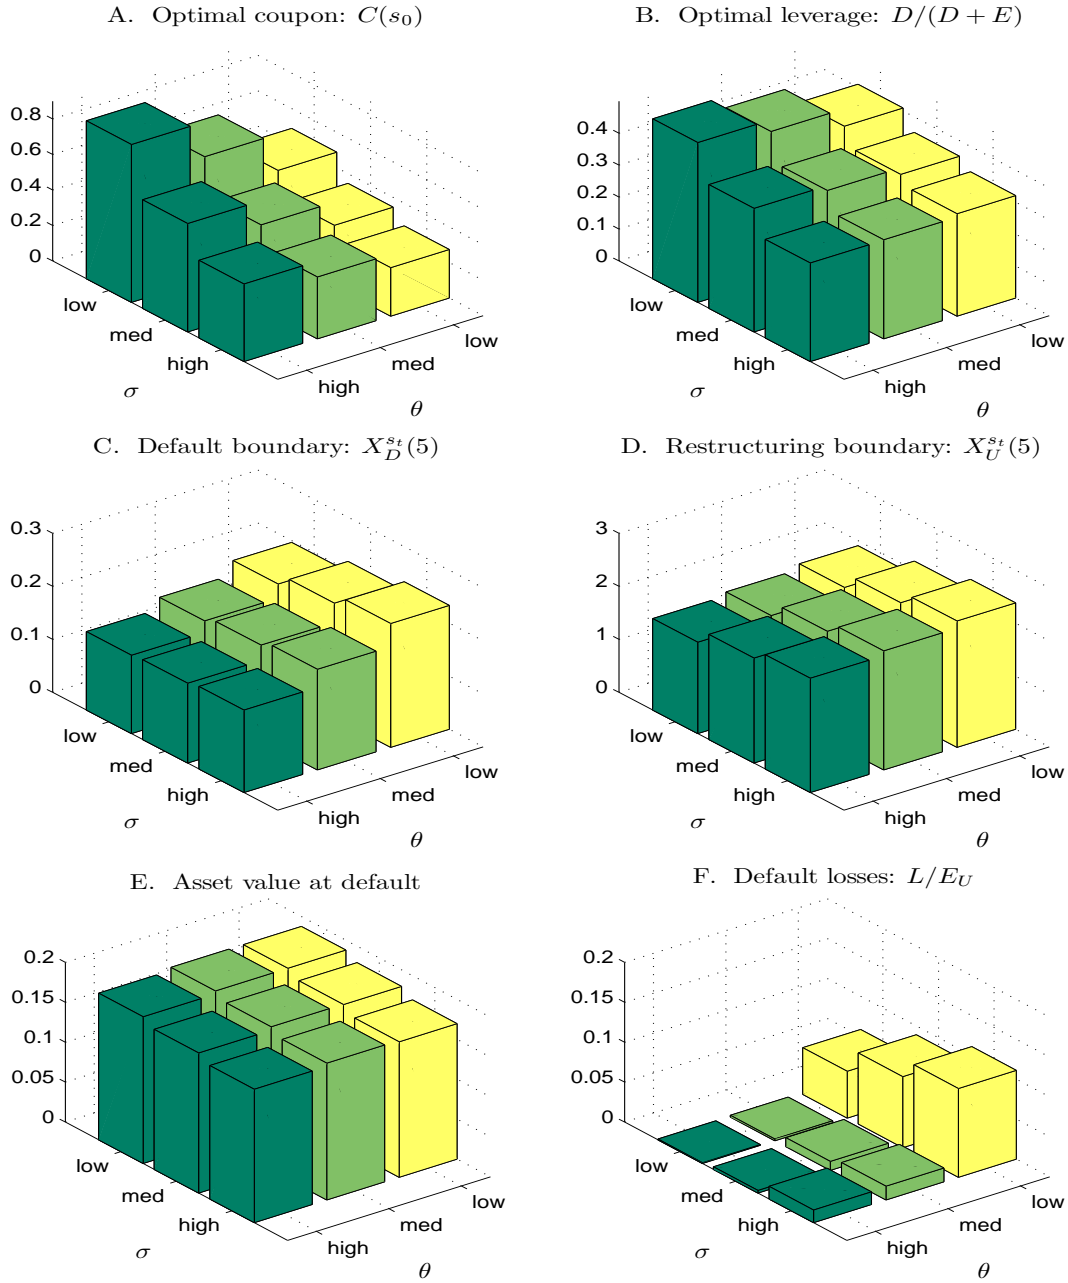 A. Optimal coupon: C(s₀)
0.8
0.6
0.4
0.2
0
low
med
high
σ
high
med
low
θ
B. Optimal leverage: D/(D + E)
0.4
0.3
0.2
0.1
0
low
med
high
σ
high
med
low
θ
C. Default boundary: X_D^{s_t}(5)
0.3
0.2
0.1
0
low
med
high
σ
high
med
low
θ
D. Restructuring boundary: X_U^{s_t}(5)
3
2
1
0
low
med
high
σ
high
med
low
θ
E. Asset value at default
0.2
0.15
0.1
0.05
0
low
med
high
σ
high
med
low
θ
F. Default losses: L/E_U
0.2
0.15
0.1
0.05
0
low
med
high
σ
high
med
low
θ